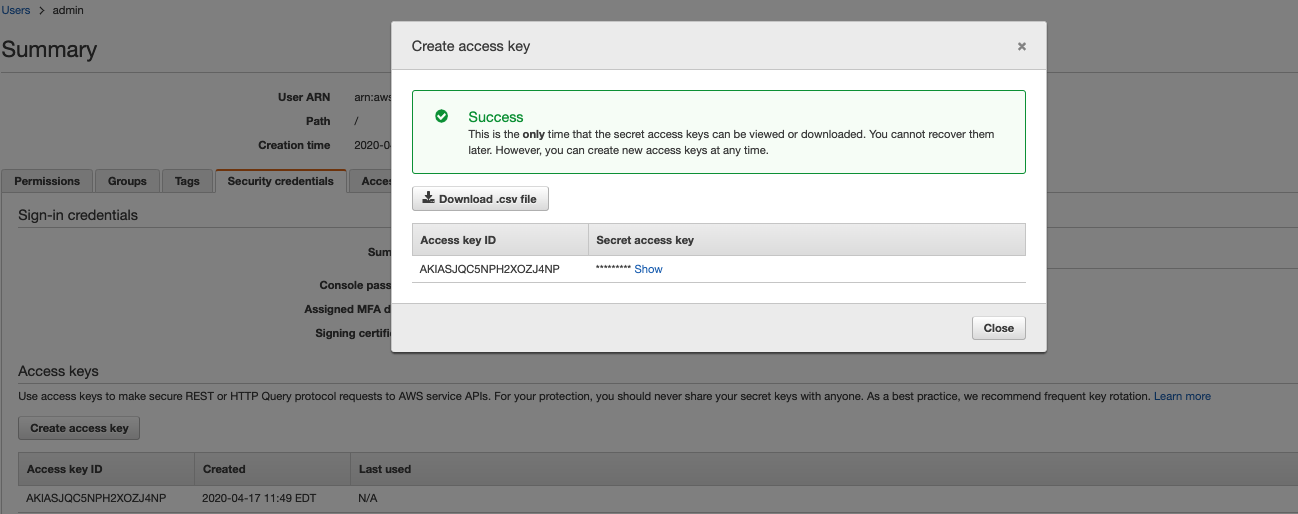 Users > admin
Summary
User ARN arn:aws
Path /
Creation time 2020-0
Permissions Groups Tags Security credentials Acces
Sign-in credentials
Sum
Console pass
Assigned MFA d
Signing certific
Access keys
Use access keys to make secure REST or HTTP Query protocol requests to AWS service APIs. For your protection, you should never share your secret keys with anyone. As a best practice, we recommend frequent key rotation. Learn more
Create access key
Access key ID Created Last used
AKIASJQC5NPH2XOZJ4NP 2020-04-17 11:49 EDT N/A
Create access key ×
Success
This is the only time that the secret access keys can be viewed or downloaded. You cannot recover them
later. However, you can create new access keys at any time.
Download .csv file
Access key ID Secret access key
AKIASJQC5NPH2XOZJ4NP ********* Show
Close